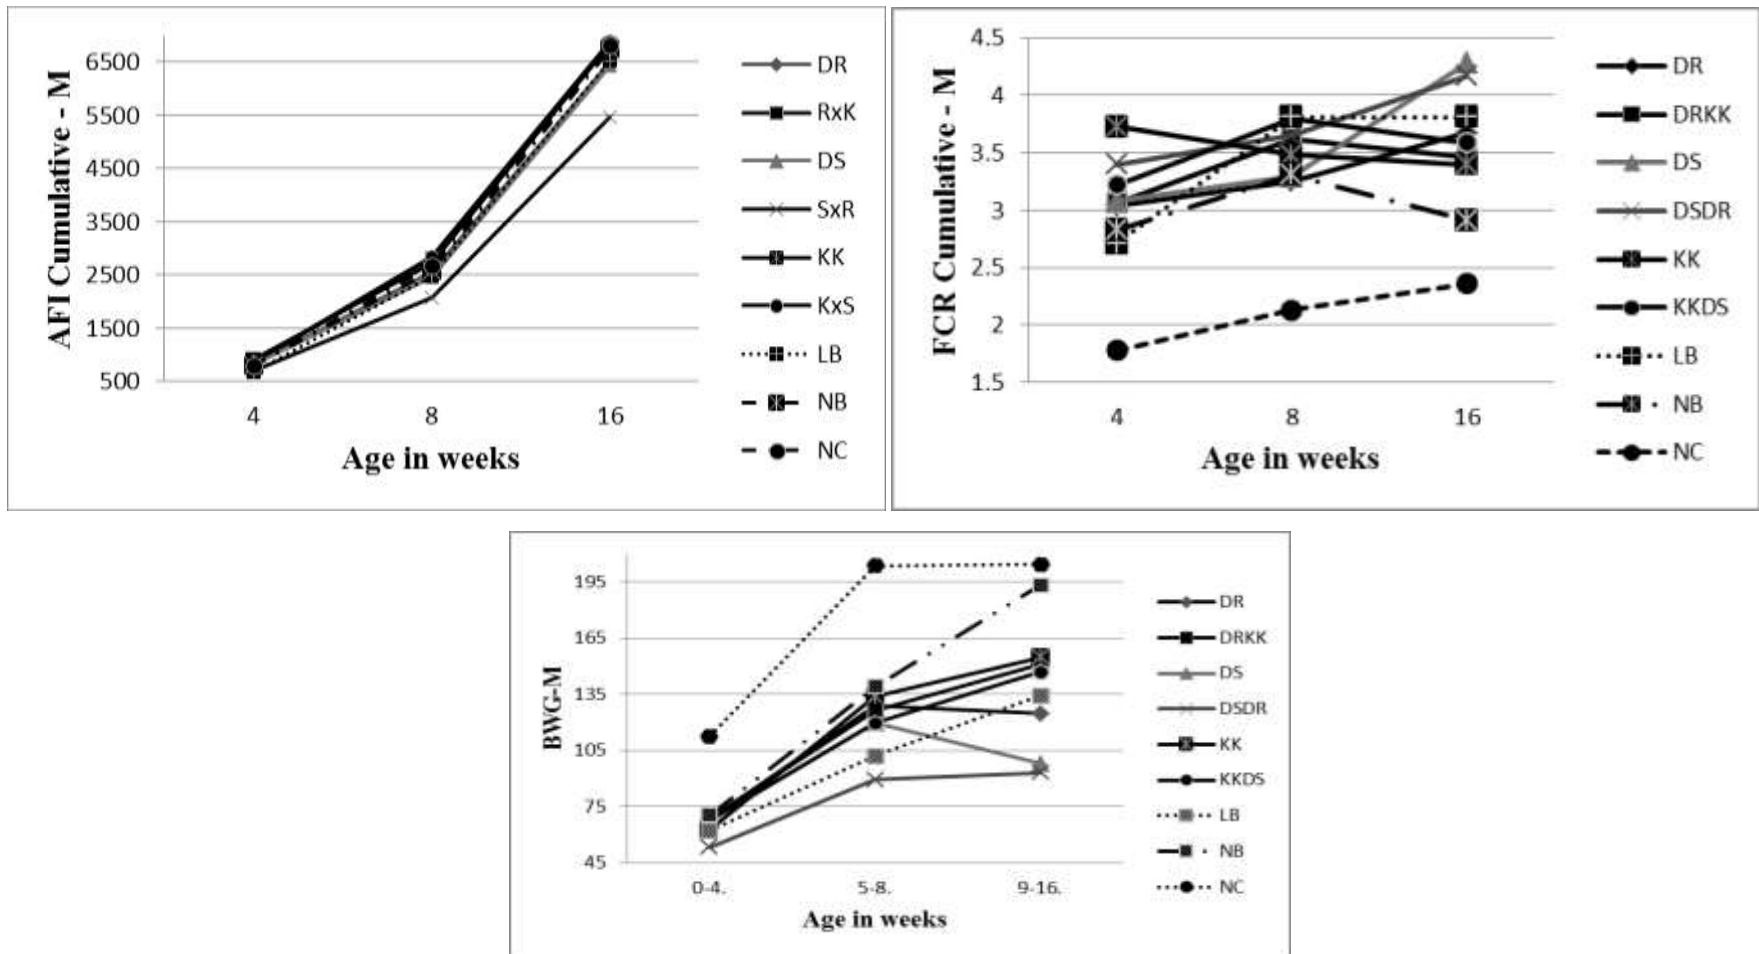 AFI Cumulative - M
6500
5500
4500
3500
2500
1500
500
4 8 16
Age in weeks
DR
RxK
DS
SxR
KK
KxS
LB
NB
NC
FCR Cumulative - M
4.5
4
3.5
3
2.5
2
1.5
4 8 16
Age in weeks
DR
DRKK
DS
DSDR
KK
KKDS
LB
NB
NC
BWG-M
195
165
135
105
75
45
0-4. 5-8. 9-16.
Age in weeks
DR
DRKK
DS
DSDR
KK
KKDS
LB
NB
NC